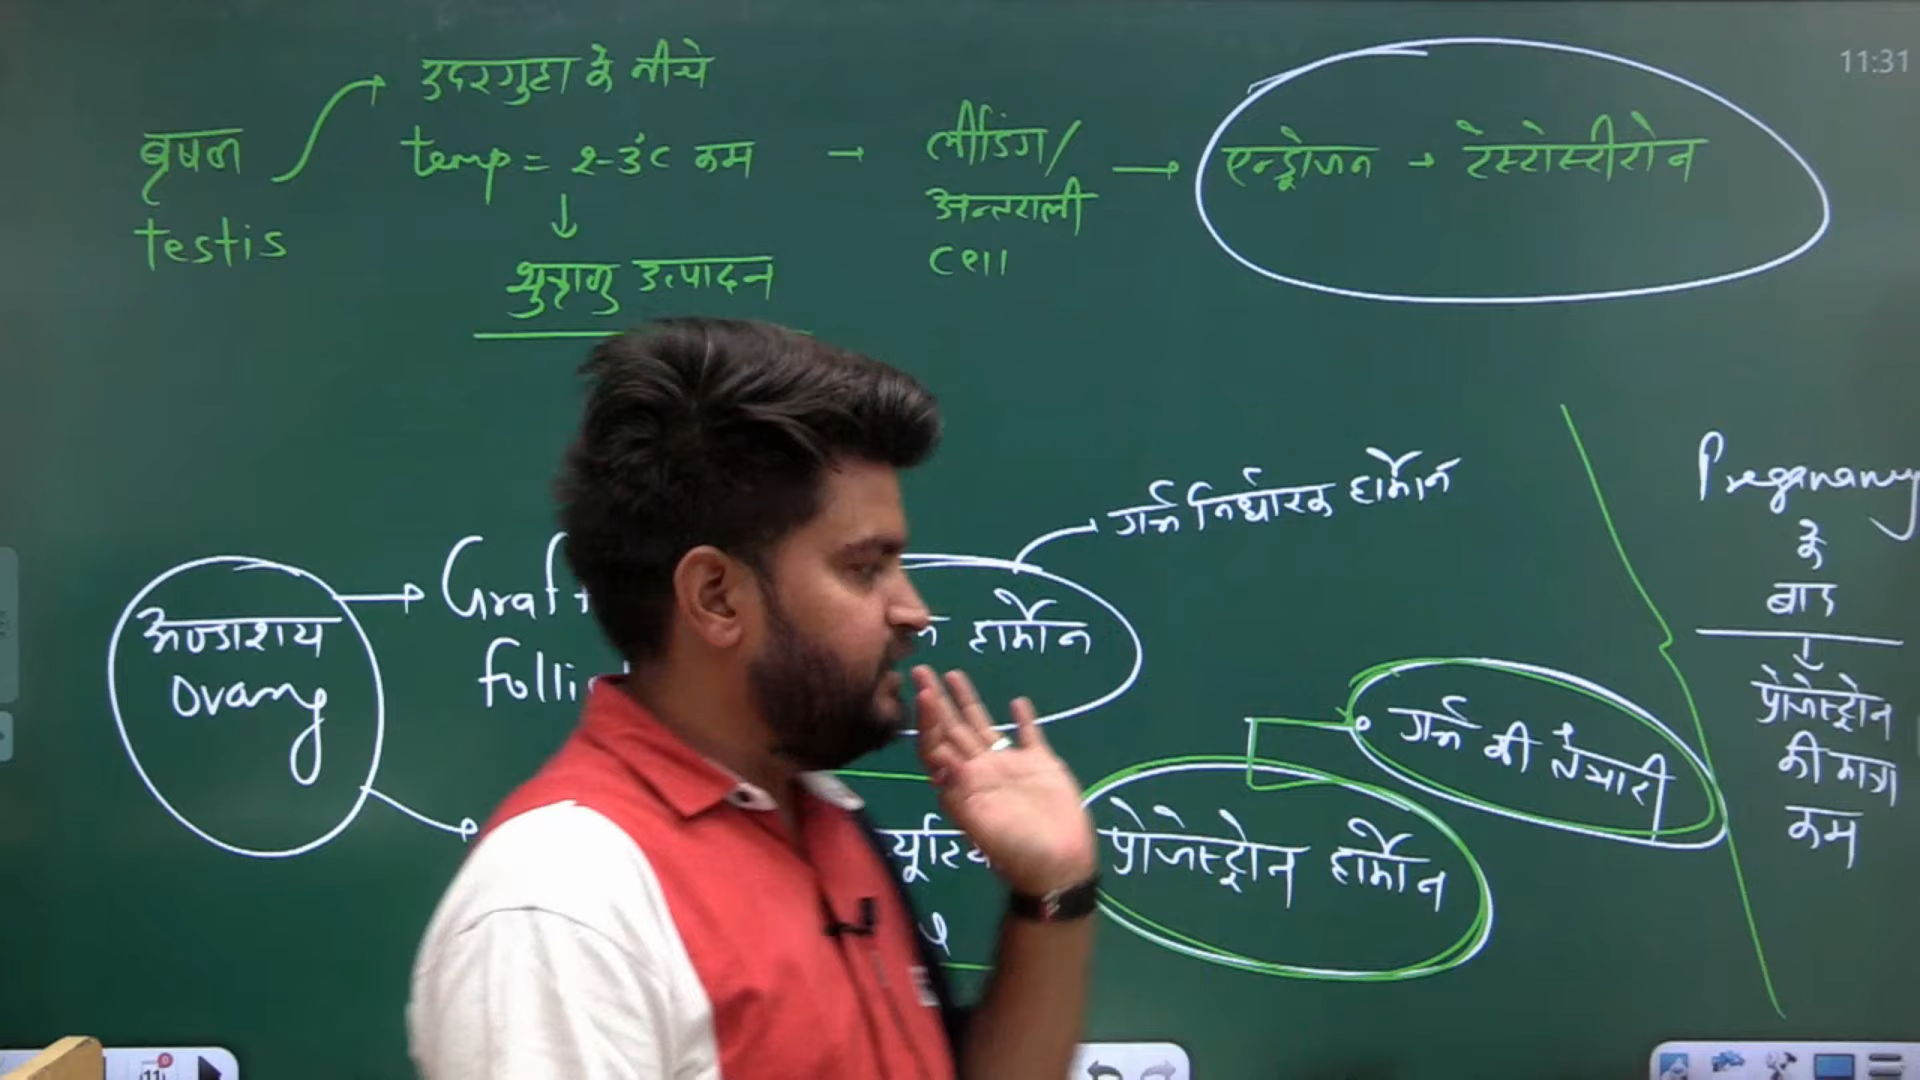 11:31
उदरगुहा के नीचे
वृषण
testis
temp = 2-3°C कम →
↓
शुक्राणु उत्पादन
लीडिंग/
अन्तराली
cell
एन्ड्रोजन → टेस्टोस्टीरोन
गर्भ निर्धारक हार्मोन
अण्डाशय
ovary
Graf
folli
हार्मोन
गर्भ की तैयारी
यूटि
प्रोजेस्ट्रोन हार्मोन
Pregnancy
के
बाद
↓
प्रोजेस्ट्रोन
की मात्रा
कम
11